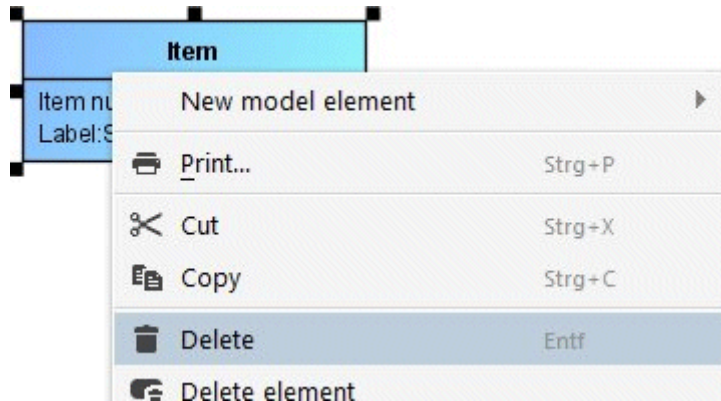 Item
Item nu
Label:S
New model element
Print... Strg+P
Cut Strg+X
Copy Strg+C
Delete Entf
Delete element